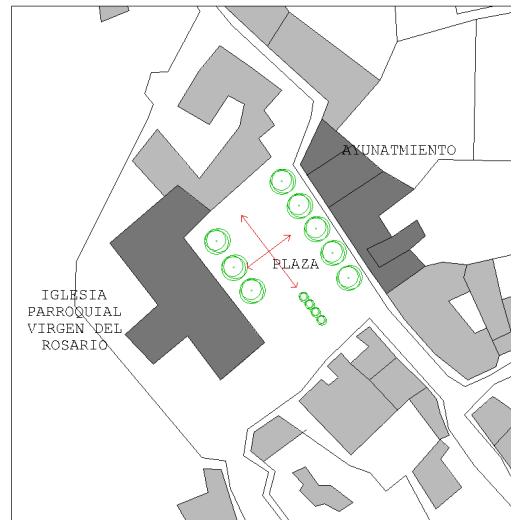 AYUNATMIENTO
PLAZA
IGLESIA
PARROQUIAL
VIRGEN DEL
ROSARIO